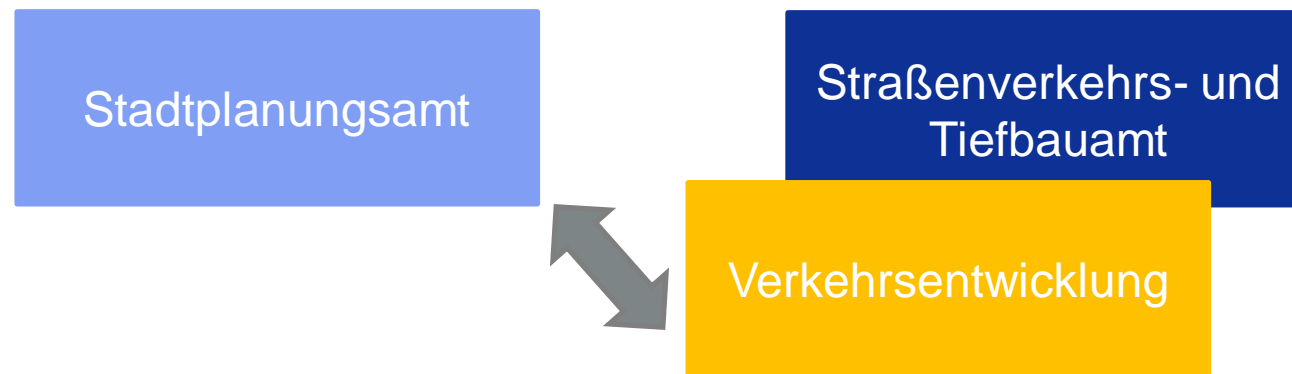 Stadtplanungsamt
Straßenverkehrs- und
Tiefbauamt
Verkehrsentwicklung